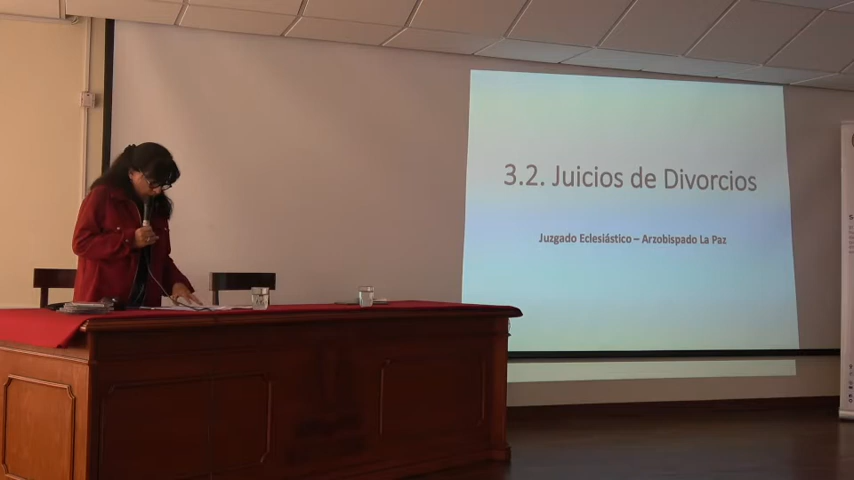 3.2. Juicios de Divorcios
Juzgado Eclesiástico – Arzobispado La Paz